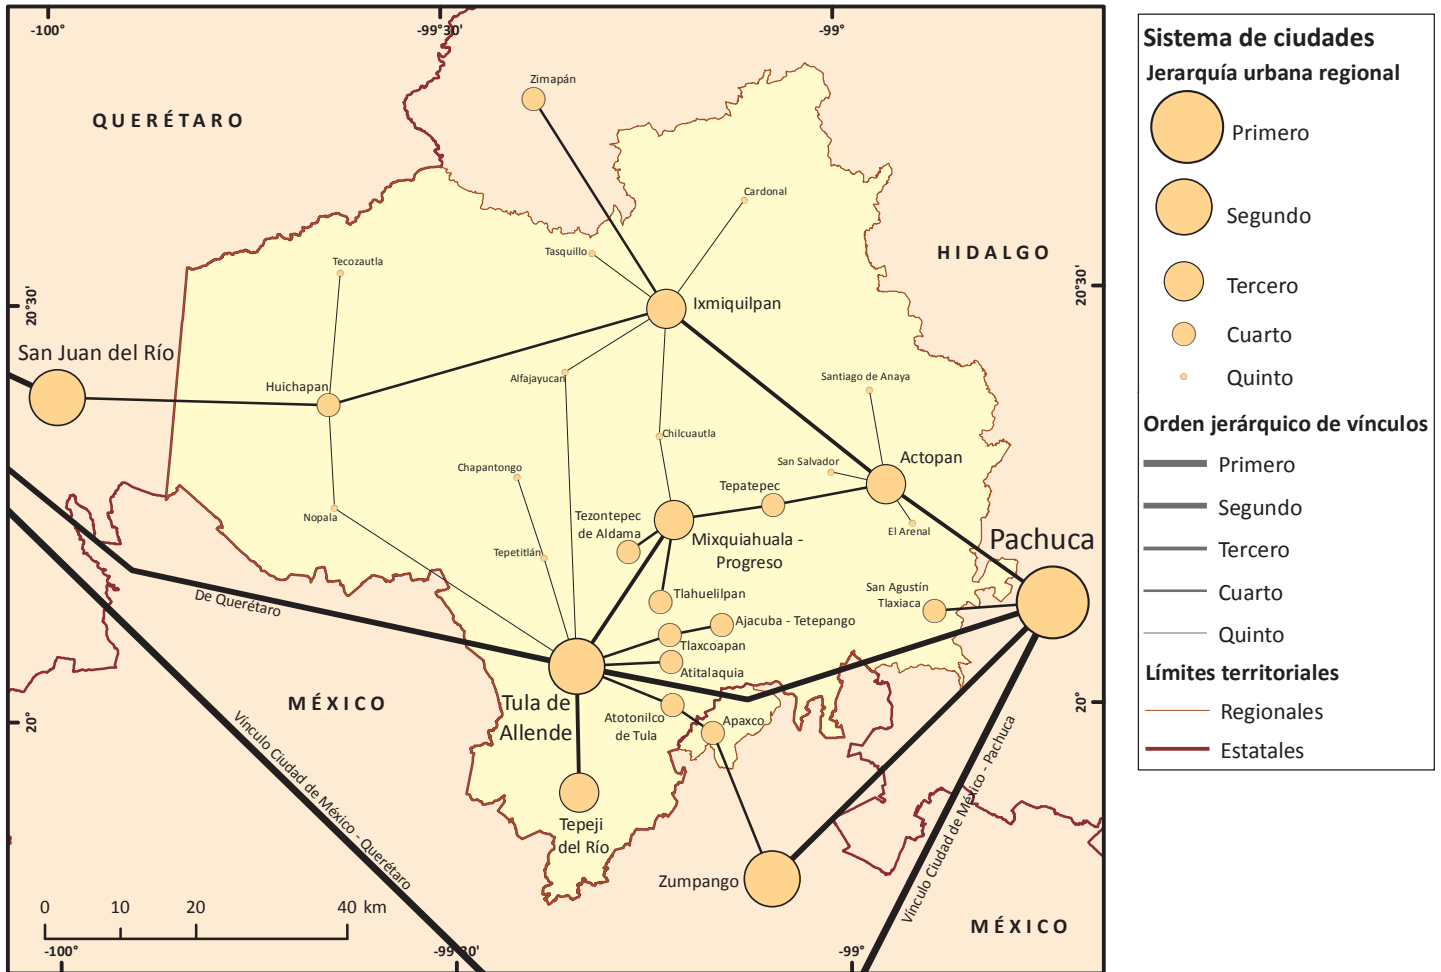 -100°
-99°30'
-99°
Zimapán
QUERÉTARO
Cardonal
Tasquillo
HIDALGO
Tecozautla
20°30'
20°30'
Ixmiquilpan
San Juan del Río
Huichapan
Alfajayucan
Santiago de Anaya
Chilcuautla
Actopan
San Salvador
Chapantongo
Tepatepec
Nopala
Tezontepec
de Aldama
El Arenal
Mixquiahuala -
Progreso
Pachuca
Tepetitlán
San Agustín
Tlaxiaca
Tlahuelilpan
De Querétaro
Ajacuba - Tetepango
Tlaxcoapan
Atitalaquia
Tula de
Allende
MÉXICO
20°
20°
Atotonilco
de Tula
Apaxco
Vínculo Ciudad de México - Querétaro
Vínculo Ciudad de México - Pachuca
Tepeji
del Río
Zumpango
MÉXICO
0
10
20
40 km
-100°
-99°30'
-99°
Sistema de ciudades
Jerarquía urbana regional
Primero
Segundo
Tercero
Cuarto
Quinto
Orden jerárquico de vínculos
Primero
Segundo
Tercero
Cuarto
Quinto
Límites territoriales
Regionales
Estatales